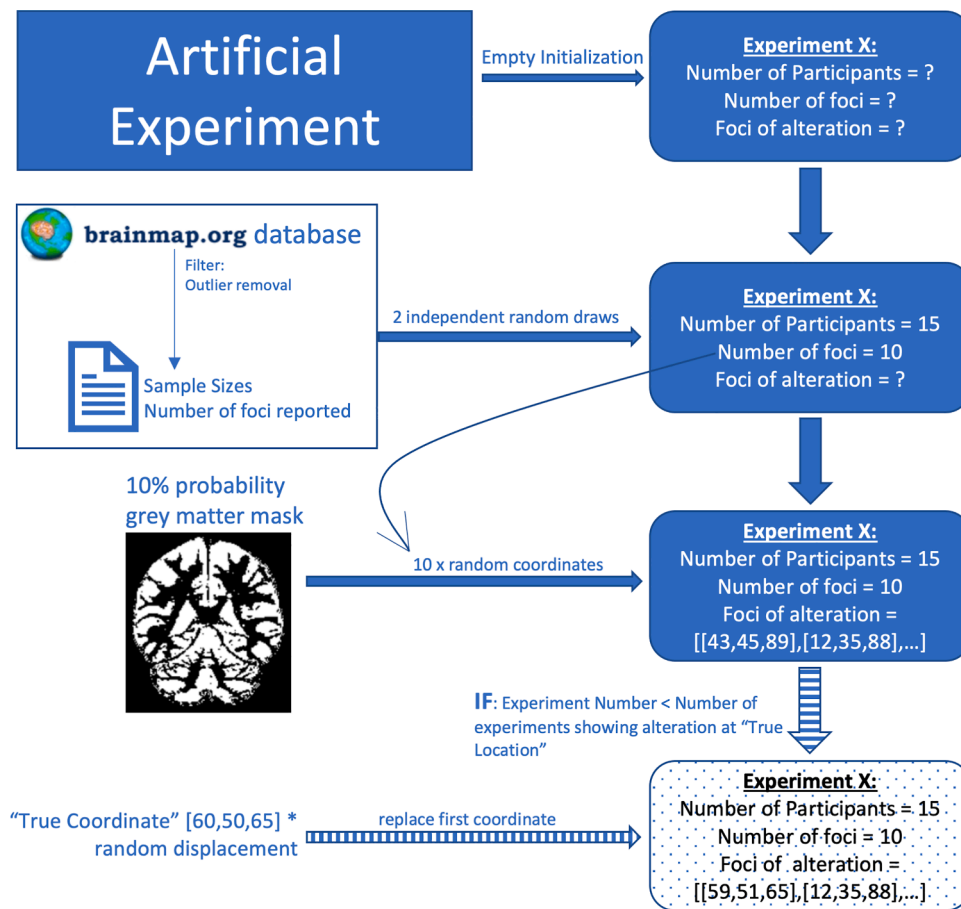 Artificial
Experiment
Empty Initialization
Experiment X:
Number of Participants = ?
Number of foci = ?
Foci of alteration = ?
brainmap.org database
Filter:
Outlier removal
Sample Sizes
Number of foci reported
2 independent random draws
Experiment X:
Number of Participants = 15
Number of foci = 10
Foci of alteration = ?
10% probability
grey matter mask
10 x random coordinates
Experiment X:
Number of Participants = 15
Number of foci = 10
Foci of alteration =
[[43,45,89],[12,35,88],...]
IF: Experiment Number < Number of
experiments showing alteration at “True
Location”
“True Coordinate” [60,50,65] *
random displacement
replace first coordinate
Experiment X:
Number of Participants = 15
Number of foci = 10
Foci of alteration =
[[59,51,65],[12,35,88],...]